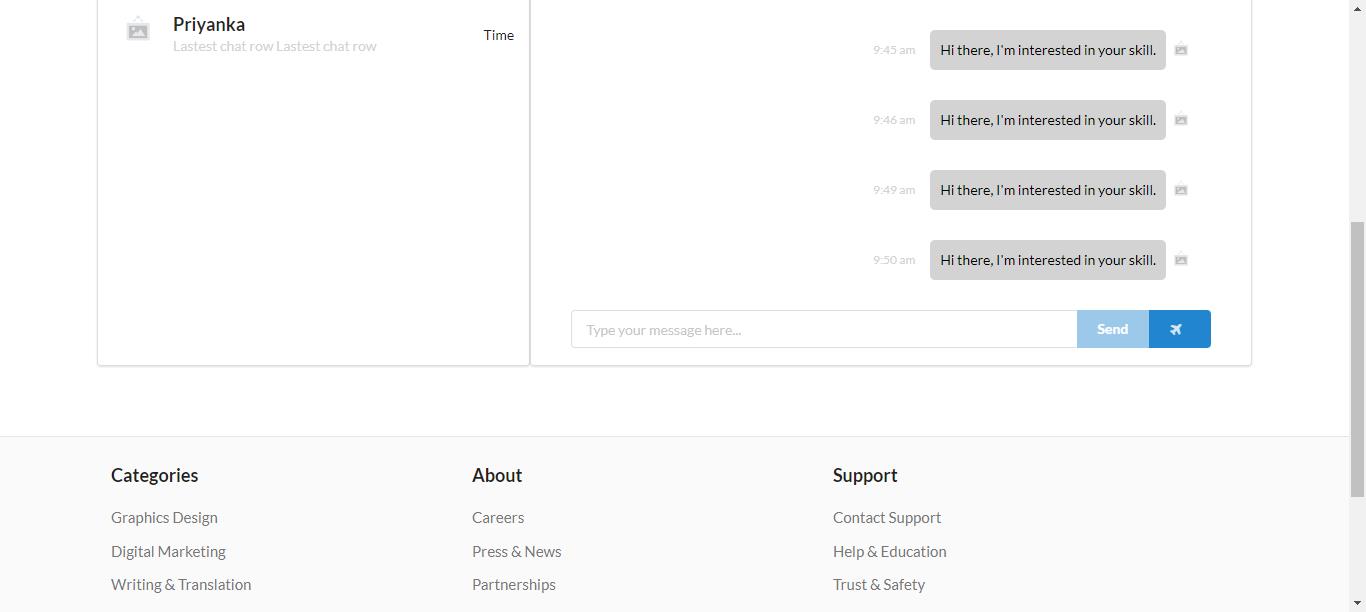 Priyanka
Lastest chat row Lastest chat row
Time
9:45 am Hi there, I'm interested in your skill.
9:46 am Hi there, I'm interested in your skill.
9:49 am Hi there, I'm interested in your skill.
9:50 am Hi there, I'm interested in your skill.
Type your message here...
Send
Categories
Graphics Design
Digital Marketing
Writing & Translation
About
Careers
Press & News
Partnerships
Support
Contact Support
Help & Education
Trust & Safety